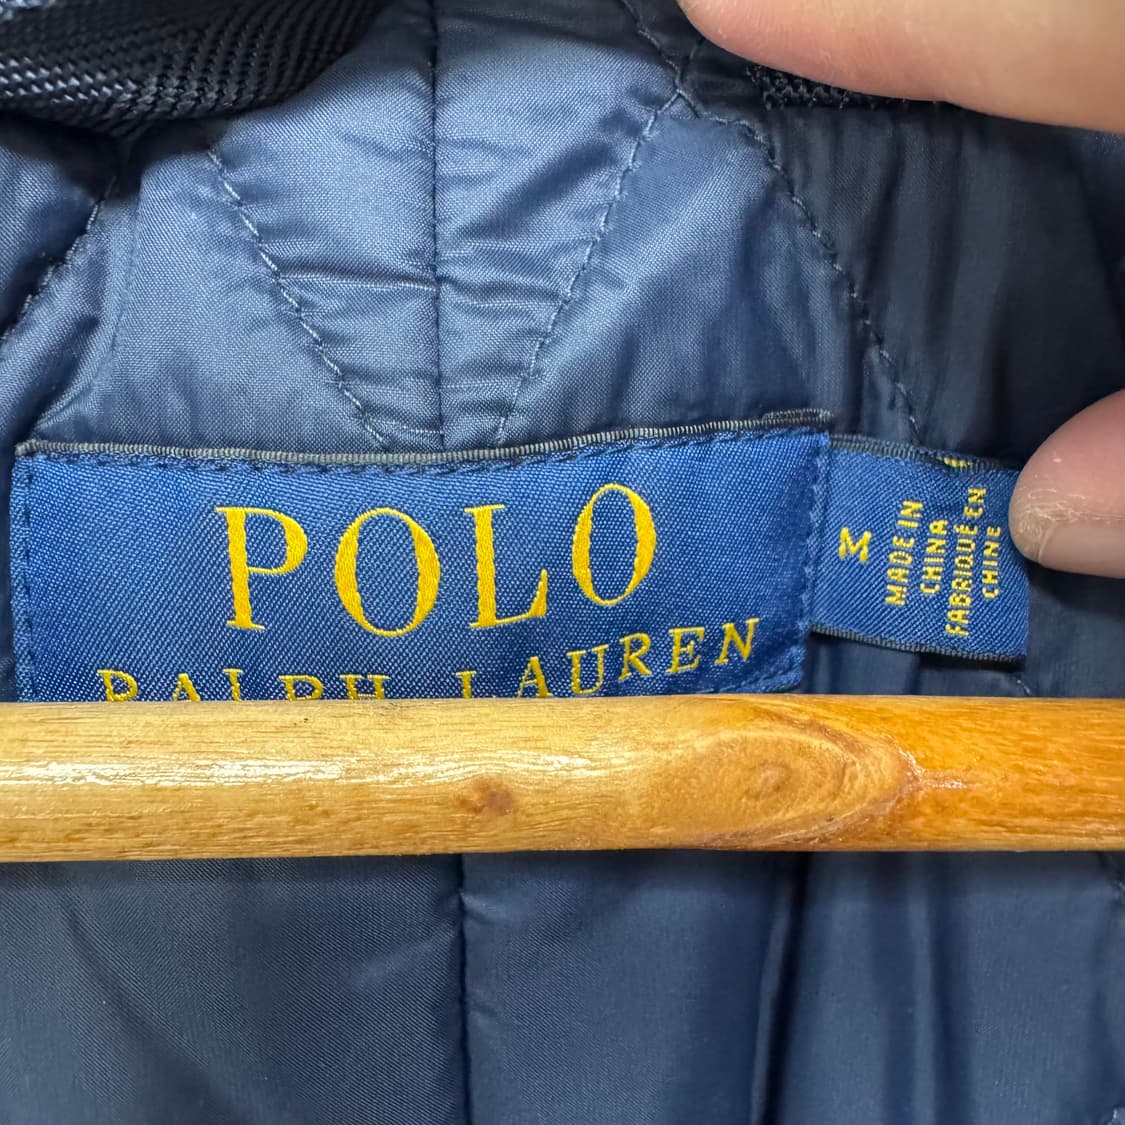 POLO
RALPH LAUREN
M
MADE IN
CHINA
FABRIQUÉ EN
CHINE